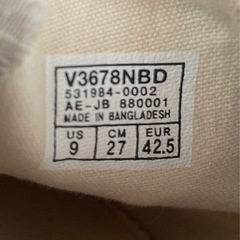 V3678NBD
531984-0002
AE-JB 880001
MADE IN BANGLADESH
US CM EUR
9 27 42.5